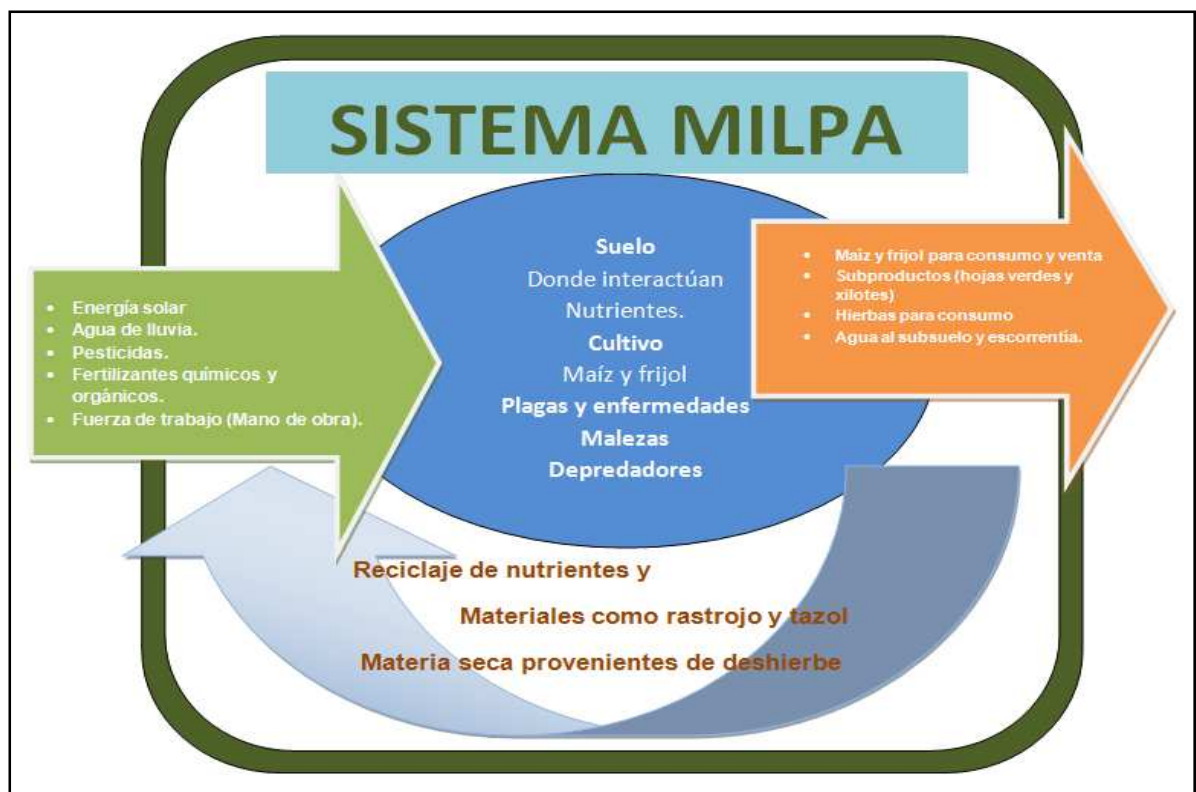 SISTEMA MILPA
• Energía solar
• Agua de lluvia.
• Pesticidas.
• Fertilizantes químicos y
orgánicos.
• Fuerza de trabajo (Mano de obra).
Suelo
Donde interactúan
Nutrientes.
Cultivo
Maíz y frijol
Plagas y enfermedades
Malezas
Depredadores
• Maíz y frijol para consumo y venta
• Subproductos (hojas verdes y
xilotes)
• Hierbas para consumo
• Agua al subsuelo y escorrentía.
Reciclaje de nutrientes y
Materiales como rastrojo y tazol
Materia seca provenientes de deshierbe